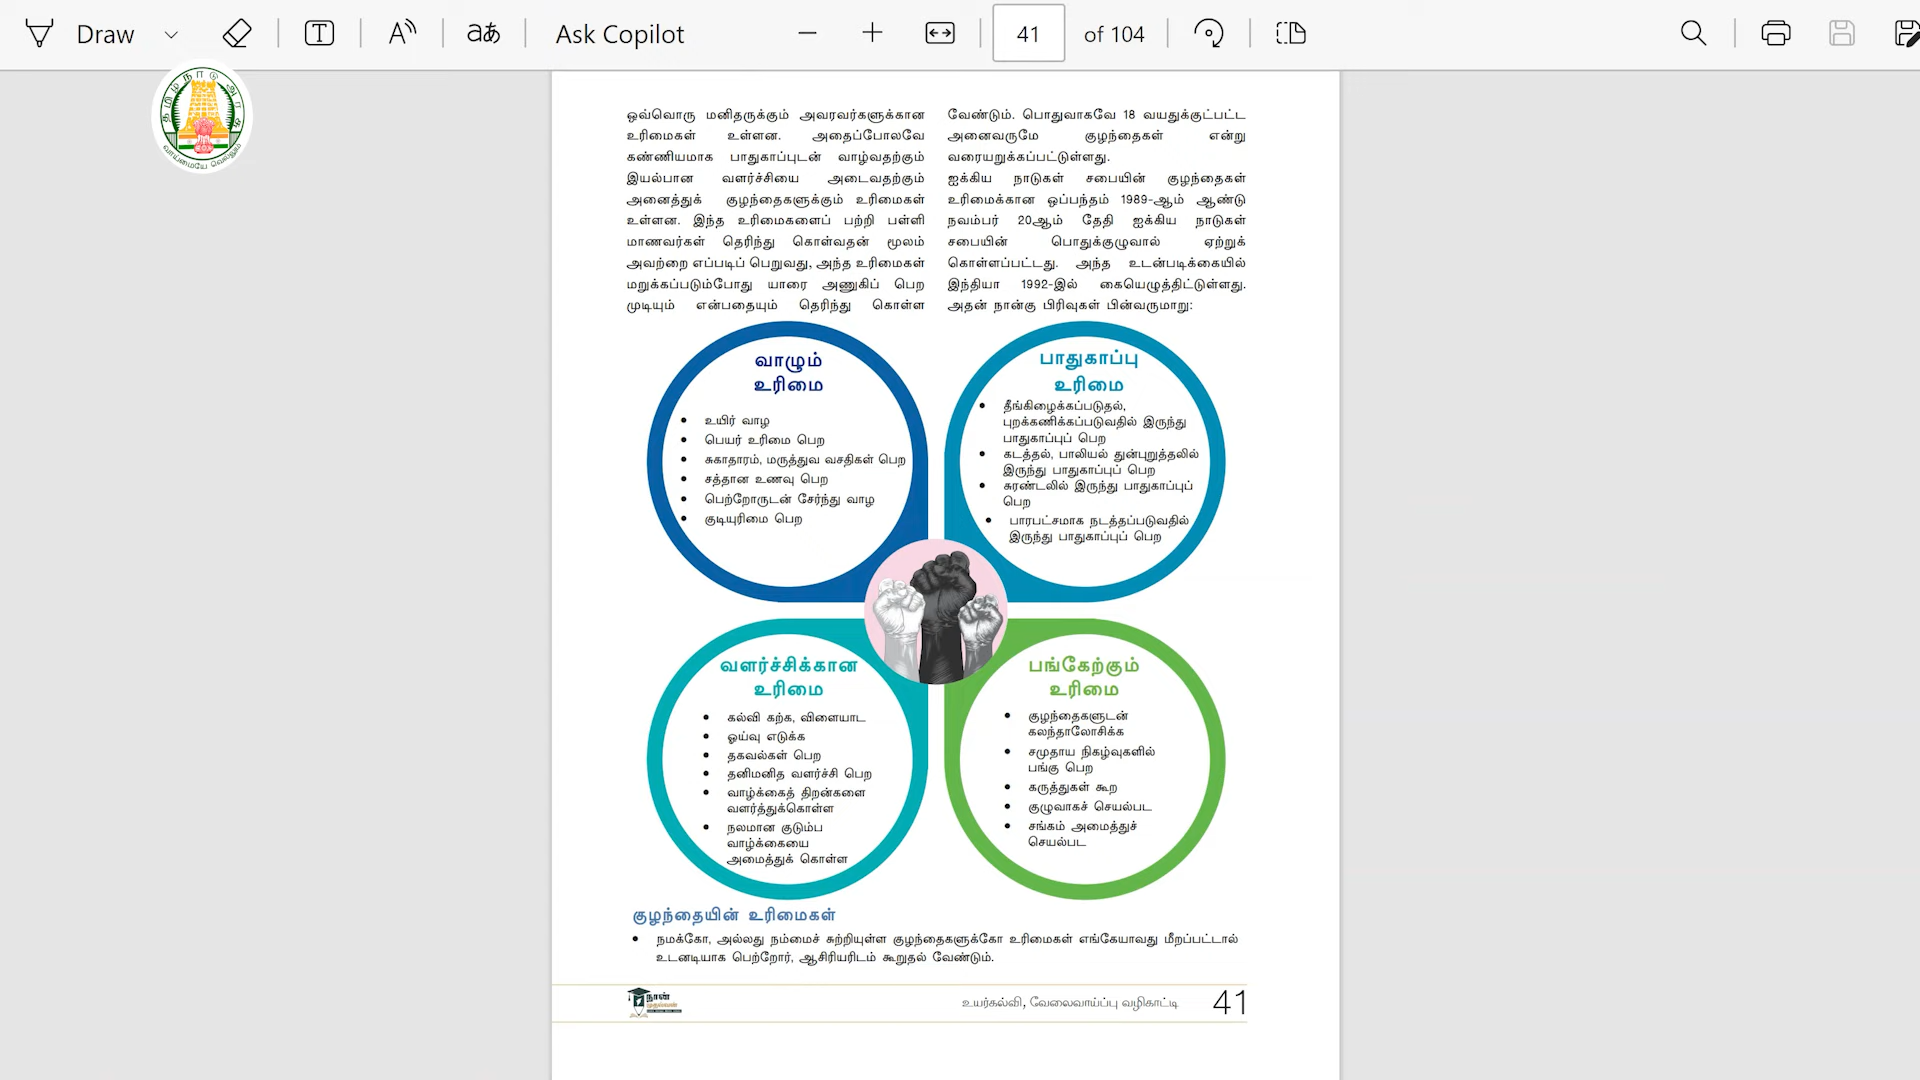 Draw
Ask Copilot
41
of 104
தமிழ்நாடு அரசு
வாய்மையே வெல்லும்
ஒவ்வொரு மனிதருக்கும் அவரவர்களுக்கான
உரிமைகள் உள்ளன. அதைப்போலவே
கண்ணியமாக பாதுகாப்புடன் வாழ்வதற்கும்
இயல்பான வளர்ச்சியை அடைவதற்கும்
அனைத்துக் குழந்தைகளுக்கும் உரிமைகள்
உள்ளன. இந்த உரிமைகளைப் பற்றி பள்ளி
மாணவர்கள் தெரிந்து கொள்வதன் மூலம்
அவற்றை எப்படிப் பெறுவது, அந்த உரிமைகள்
மறுக்கப்படும்போது யாரை அணுகிப் பெற
முடியும் என்பதையும் தெரிந்து கொள்ள
வேண்டும். பொதுவாகவே 18 வயதுக்குட்பட்ட
அனைவருமே குழந்தைகள் என்று
வரையறுக்கப்பட்டுள்ளது.
ஐக்கிய நாடுகள் சபையின் குழந்தைகள்
உரிமைக்கான ஒப்பந்தம் 1989-ஆம் ஆண்டு
நவம்பர் 20ஆம் தேதி ஐக்கிய நாடுகள்
சபையின் பொதுக்குழுவால் ஏற்றுக்
கொள்ளப்பட்டது. அந்த உடன்படிக்கையில்
இந்தியா 1992-இல் கையெழுத்திட்டுள்ளது.
அதன் நான்கு பிரிவுகள் பின்வருமாறு:
வாழும்
உரிமை
• உயிர் வாழ
• பெயர் உரிமை பெற
• சுகாதாரம், மருத்துவ வசதிகள் பெற
• சத்தான உணவு பெற
• பெற்றோருடன் சேர்ந்து வாழ
• குடியுரிமை பெற
பாதுகாப்பு
உரிமை
• தீங்கிழைக்கப்படுதல்,
புறக்கணிக்கப்படுவதில் இருந்து
பாதுகாப்புப் பெற
• கடத்தல், பாலியல் துன்புறுத்தலில்
இருந்து பாதுகாப்புப் பெற
• சுரண்டலில் இருந்து பாதுகாப்புப்
பெற
• பாரபட்சமாக நடத்தப்படுவதில்
இருந்து பாதுகாப்புப் பெற
வளர்ச்சிக்கான
உரிமை
• கல்வி கற்க, விளையாட
• ஓய்வு எடுக்க
• தகவல்கள் பெற
• தனிமனித வளர்ச்சி பெற
• வாழ்க்கைத் திறன்களை
வளர்த்துக்கொள்ள
• நலமான குடும்ப
வாழ்க்கையை
அமைத்துக் கொள்ள
பங்கேற்கும்
உரிமை
• குழந்தைகளுடன்
கலந்தாலோசிக்க
• சமுதாய நிகழ்வுகளில்
பங்கு பெற
• கருத்துகள் கூற
• குழுவாகச் செயல்பட
• சங்கம் அமைத்துச்
செயல்பட
குழந்தையின் உரிமைகள்
• நமக்கோ, அல்லது நம்மைச் சுற்றியுள்ள குழந்தைகளுக்கோ உரிமைகள் எங்கேயாவது மீறப்பட்டால்
உடனடியாக பெற்றோர், ஆசிரியரிடம் கூறுதல் வேண்டும்.
நான்
முதல்வன்
உயர்கல்வி, வேலைவாய்ப்பு வழிகாட்டி
41